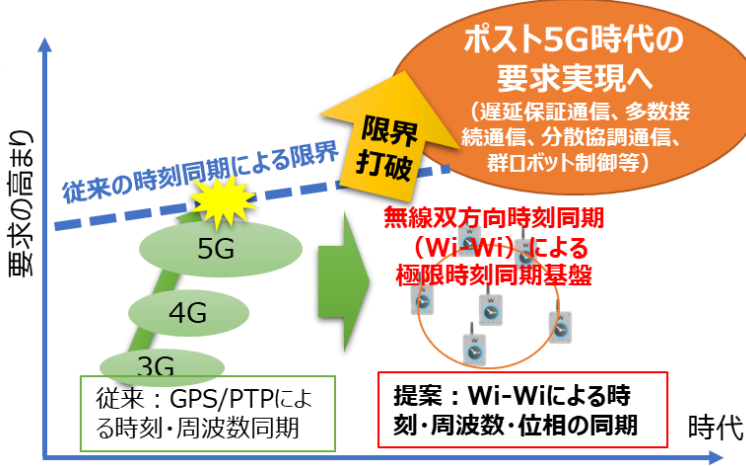 ポスト5G時代の
要求実現へ
（遅延保証通信、多数接
続通信、分散協調通信、
群ロボット制御等）
限界
打破
従来の時刻同期による限界
要求の高まり
5G
4G
3G
無線双方向時刻同期
（Wi-Wi）による
極限時刻同期基盤
W
W
W
W
W
W
従来：GPS/PTPによ
る時刻・周波数同期
提案：Wi-Wiによる時
刻・周波数・位相の同期
時代